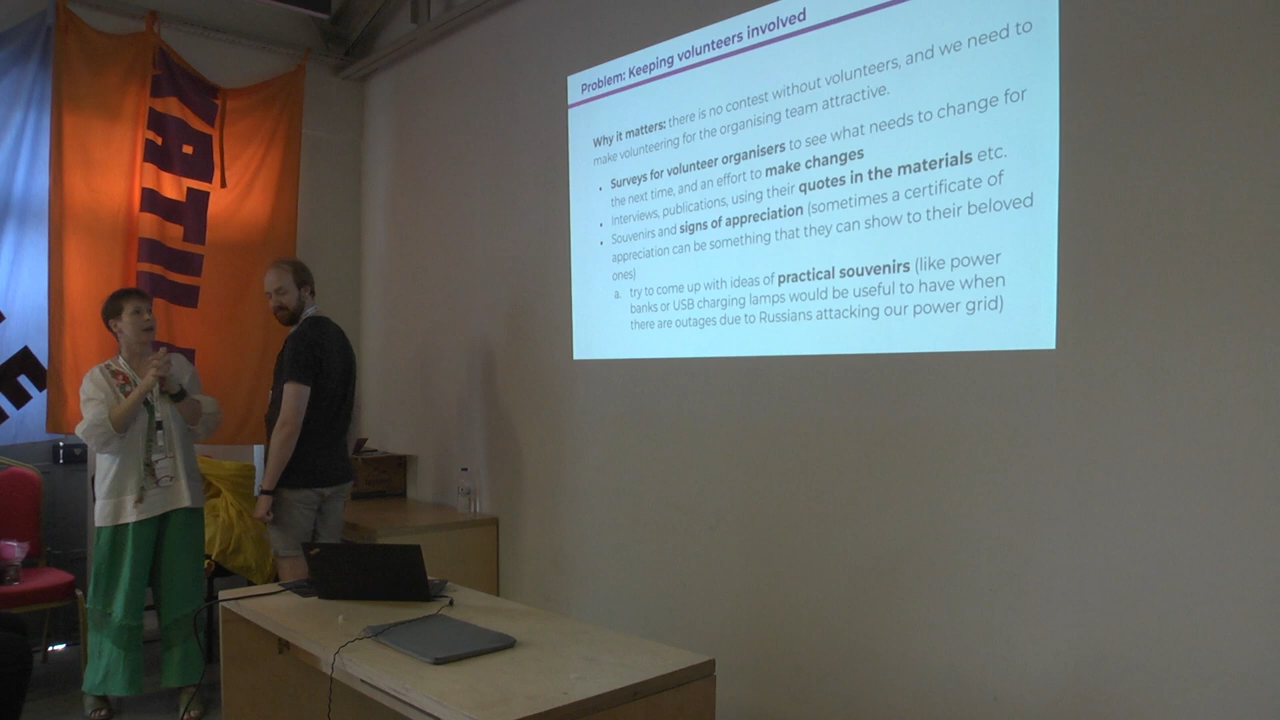 Problem: Keeping volunteers involved
Why it matters: there is no contest without volunteers, and we need to
make volunteering for the organising team attractive.
• Surveys for volunteer organisers to see what needs to change for
the next time, and an effort to make changes
• Interviews, publications, using their quotes in the materials etc.
• Souvenirs and signs of appreciation (sometimes a certificate of
appreciation can be something that they can show to their beloved
ones)
a. try to come up with ideas of practical souvenirs (like power
banks or USB charging lamps would be useful to have when
there are outages due to Russians attacking our power grid)